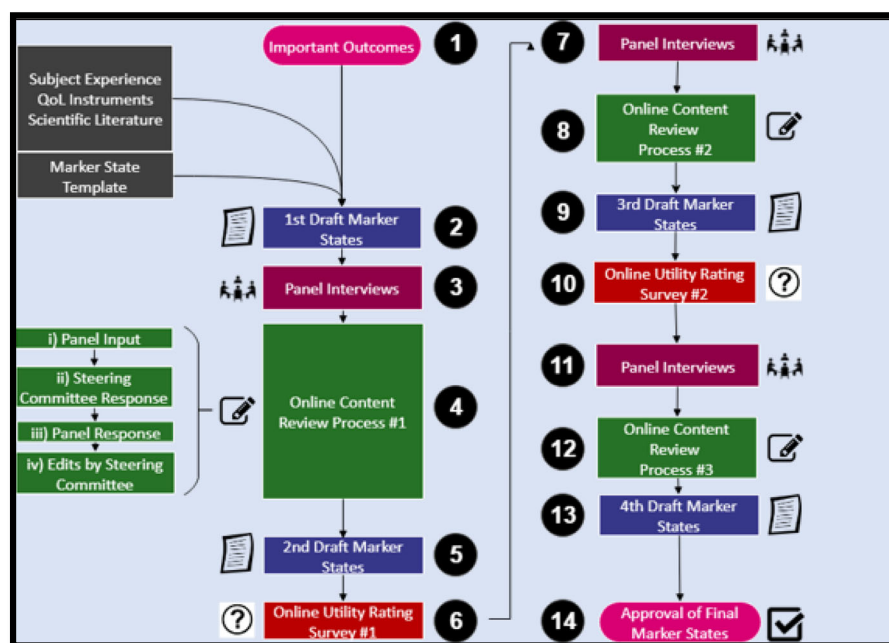 Important Outcomes
1
Subject Experience
QoL Instruments
Scientific Literature
Marker State
Template
1st Draft Marker
States
2
Panel Interviews
3
i) Panel Input
ii) Steering
Committee Response
iii) Panel Response
iv) Edits by Steering
Committee
Online Content
Review Process #1
4
2nd Draft Marker
States
5
?
Online Utility Rating
Survey #1
6
7
Panel Interviews
8
Online Content
Review
Process #2
9
3rd Draft Marker
States
10
Online Utility Rating
Survey #2
?
11
Panel Interviews
12
Online Content
Review
Process #3
13
4th Draft Marker
States
14
Approval of Final
Marker States